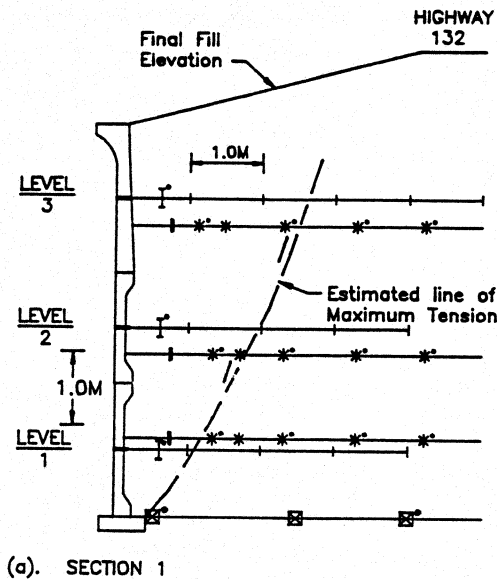 HIGHWAY
132
Final Fill
Elevation
1.0M
LEVEL
3
Estimated line of
Maximum Tension
LEVEL
2
1.0M
LEVEL
1
(a). SECTION 1